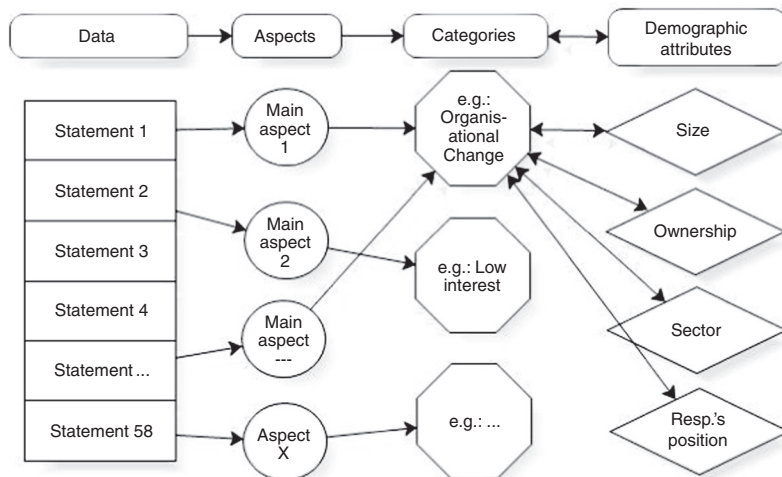 Data
Aspects
Categories
Demographic
attributes
Statement 1
Statement 2
Statement 3
Statement 4
Statement ...
Statement 58
Main
aspect
1
Main
aspect
2
Main
aspect
---
Aspect
X
e.g.:
Organis-
ational
Change
e.g.: Low
interest
e.g.: ...
Size
Ownership
Sector
Resp.'s
position